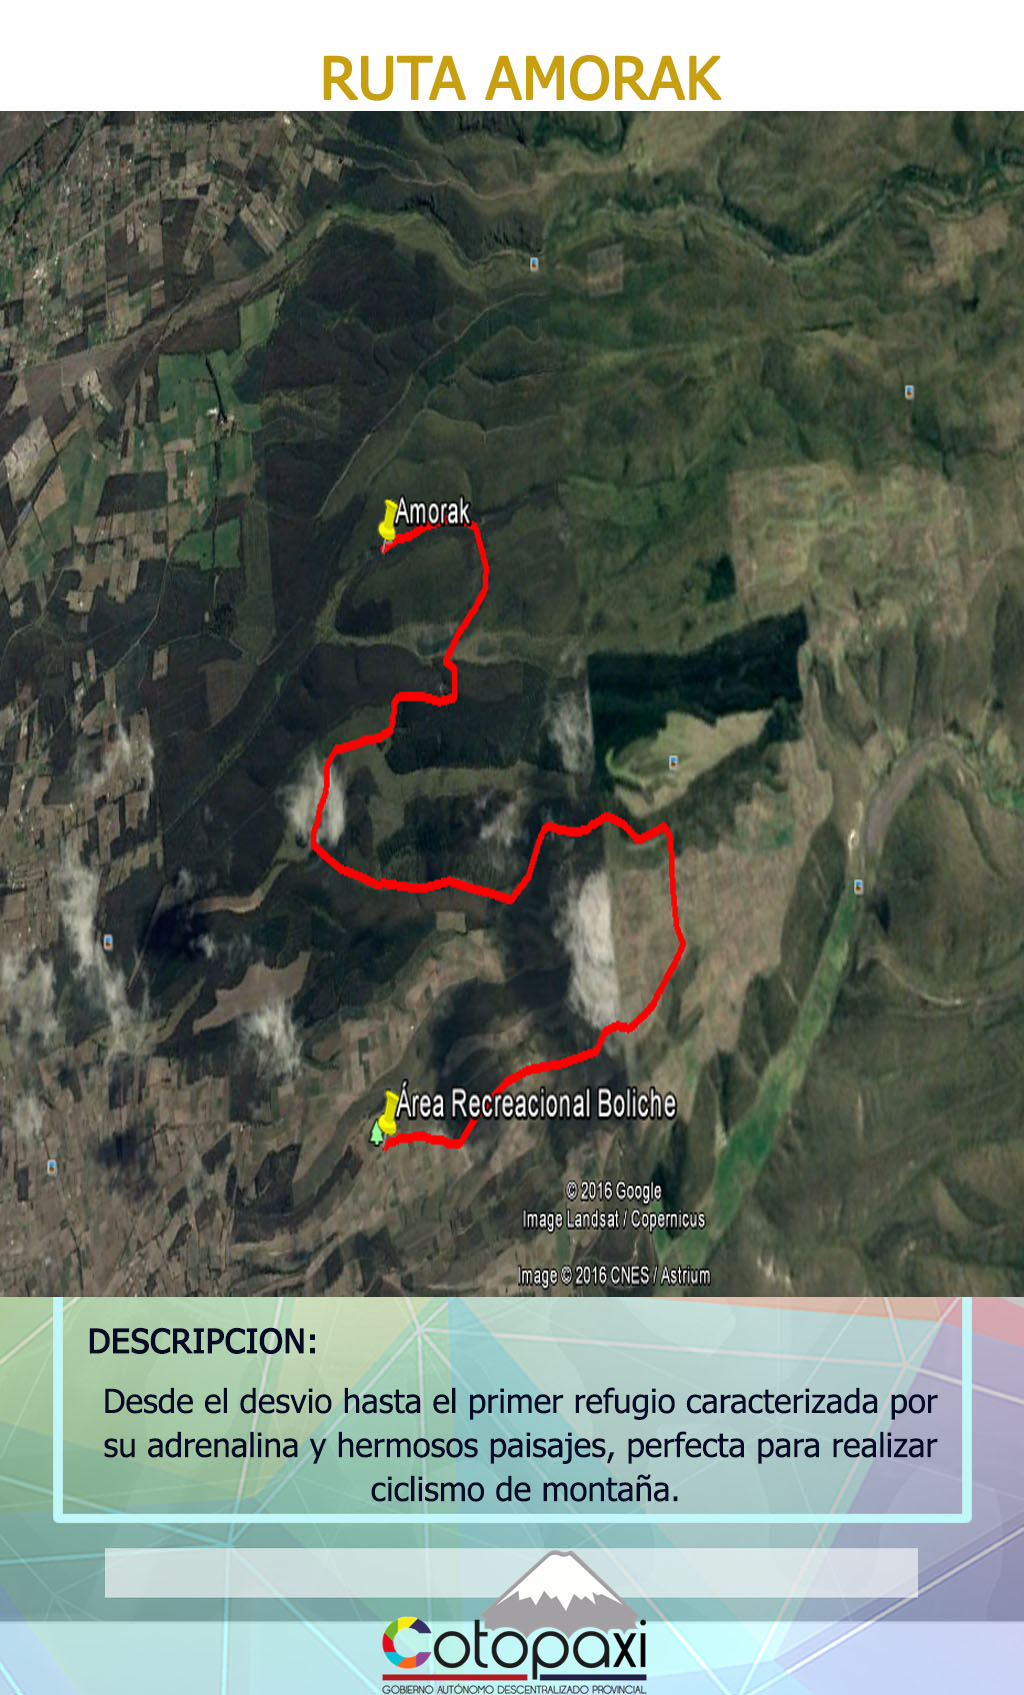 RUTA AMORAK
Amorak
Área Recreacional Boliche
© 2016 Google
Image Landsat / Copernicus
Image © 2016 CNES / Astrium
DESCRIPCION:
Desde el desvio hasta el primer refugio caracterizada por
su adrenalina y hermosos paisajes, perfecta para realizar
ciclismo de montaña.
Cotopaxi
GOBIERNO AUTÓNOMO DESCENTRALIZADO PROVINCIAL